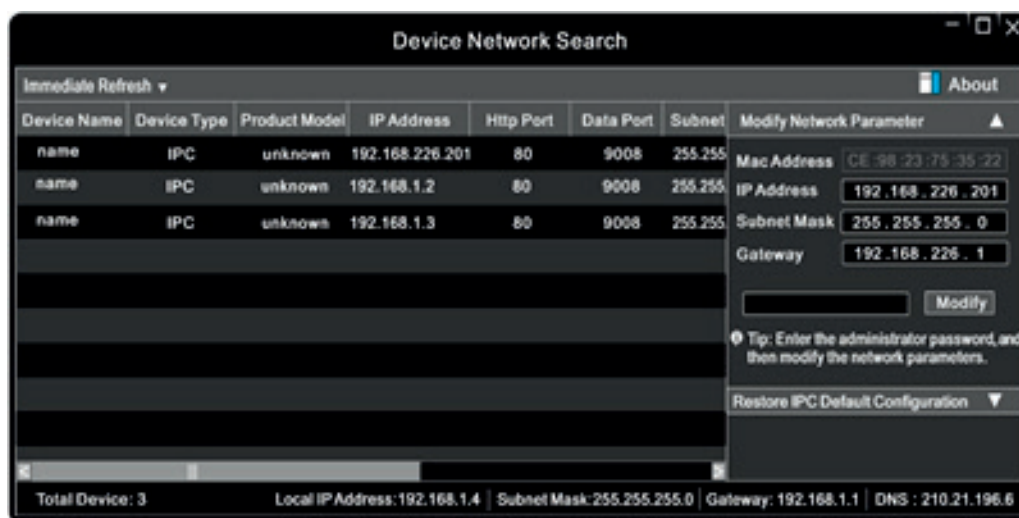 Device Network Search
Immediate Refresh ▼ About
Device Name Device Type Product Model IP Address Http Port Data Port Subnet
name IPC unknown 192.168.226.201 80 9008 255.255
name IPC unknown 192.168.1.2 80 9008 255.255.
name IPC unknown 192.168.1.3 80 9008 255.255.
Modify Network Parameter
Mac Address CE :98 :23 :75 :35 :22
IP Address 192 .168 . 226 . 201
Subnet Mask 255 . 255 . 255 . 0
Gateway 192 .168 . 226 . 1
Modify
Tip: Enter the administrator password, and
then modify the network parameters.
Restore IPC Default Configuration
Total Device: 3 Local IP Address:192.168.1.4 Subnet Mask:255.255.255.0 Gateway: 192.168.1.1 DNS : 210.21.196.6